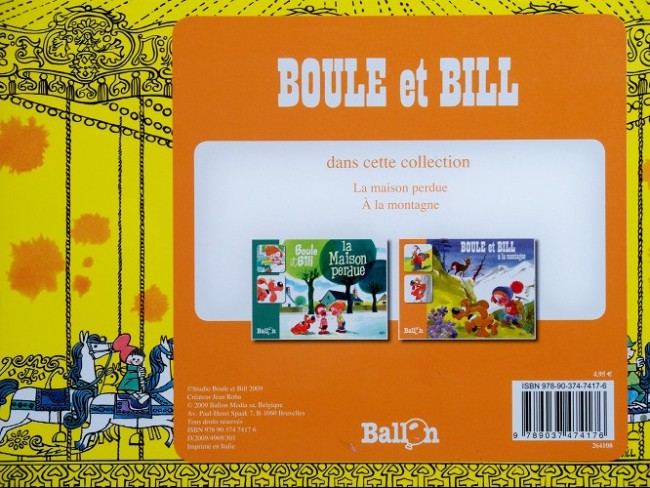 BOULE et BILL
dans cette collection
La maison perdue
À la montagne
Boule et Bill
la Maison perdue
Ballon
BOULE et BILL
à la montagne
Ballon
©Studio Boule et Bill 2009
Créateur Jean Roba
© 2009 Ballon Media sa, Belgique
Av. Paul-Henri Spaak 7, B-1060 Bruxelles
Tous droits réservés
ISBN 978 90 374 7417 6
D/2009/4969/301
Imprimé en Italie
Ballon
4,95 €
ISBN 978-90-374-7417-6
9 789037 474176
264108